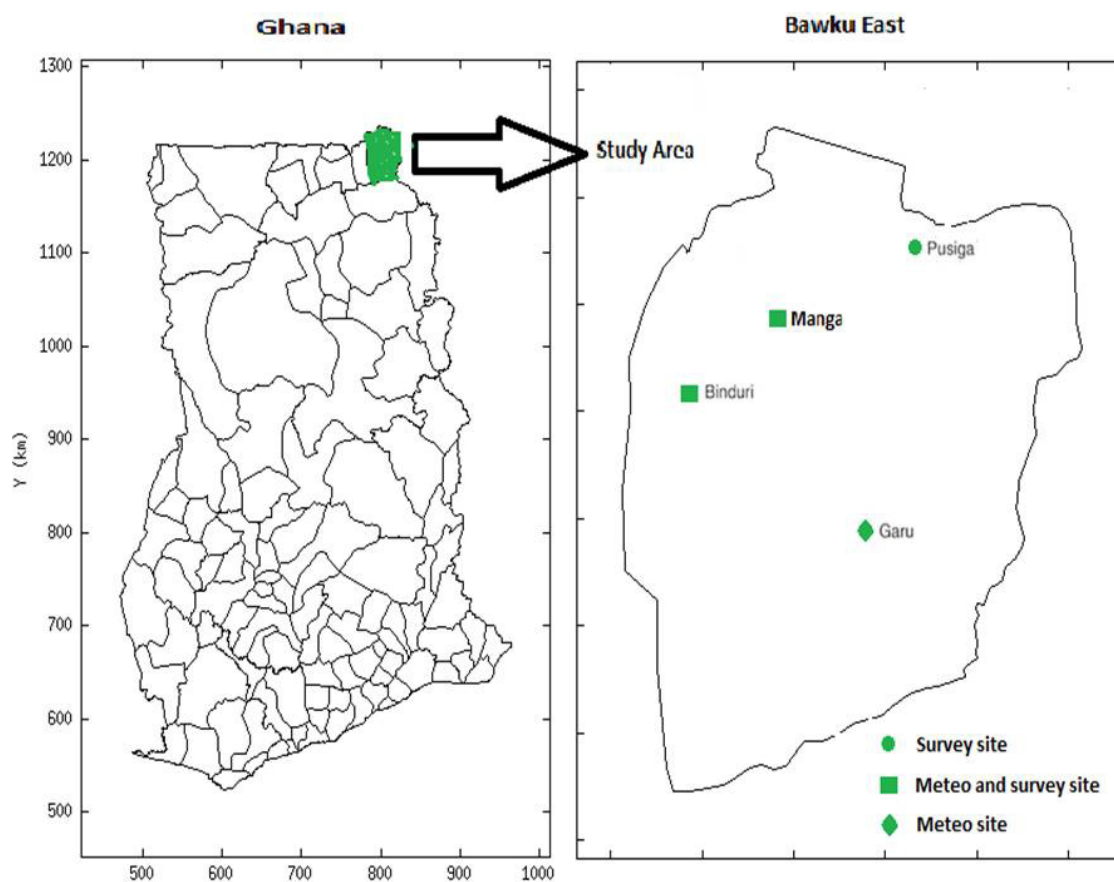 Ghana
Bawku East
1300
1200
1100
1000
900
800
700
600
500
Y (km)
500
600
700
800
900
1000
Study Area
Pusiga
Manga
Binduri
Garu
Survey site
Meteo and survey site
Meteo site